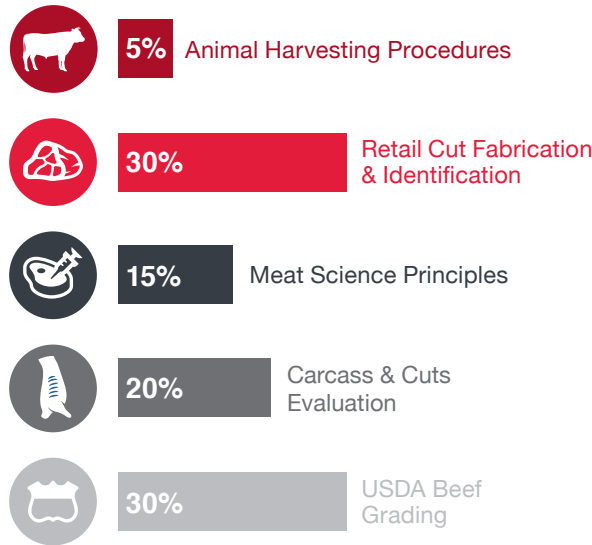 5% Animal Harvesting Procedures
30% Retail Cut Fabrication
& Identification
15% Meat Science Principles
20% Carcass & Cuts
Evaluation
30% USDA Beef
Grading